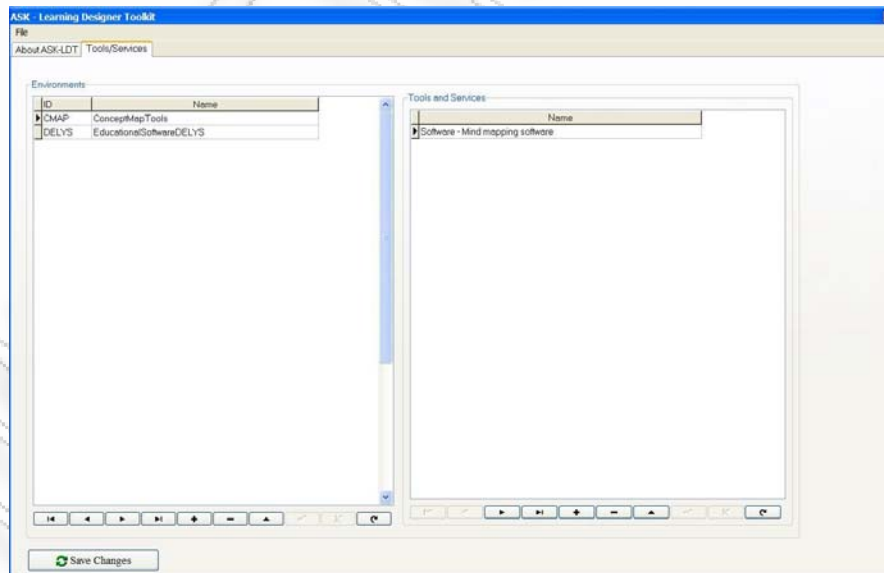 ASK - Learning Designer Toolkit
File
About ASK-LDT Tools/Services
Environments
ID Name
CMAP ConceptMapTools
DELYS EducationalSoftwareDELYS
Tools and Services
Name
Software - Mind mapping software
Save Changes